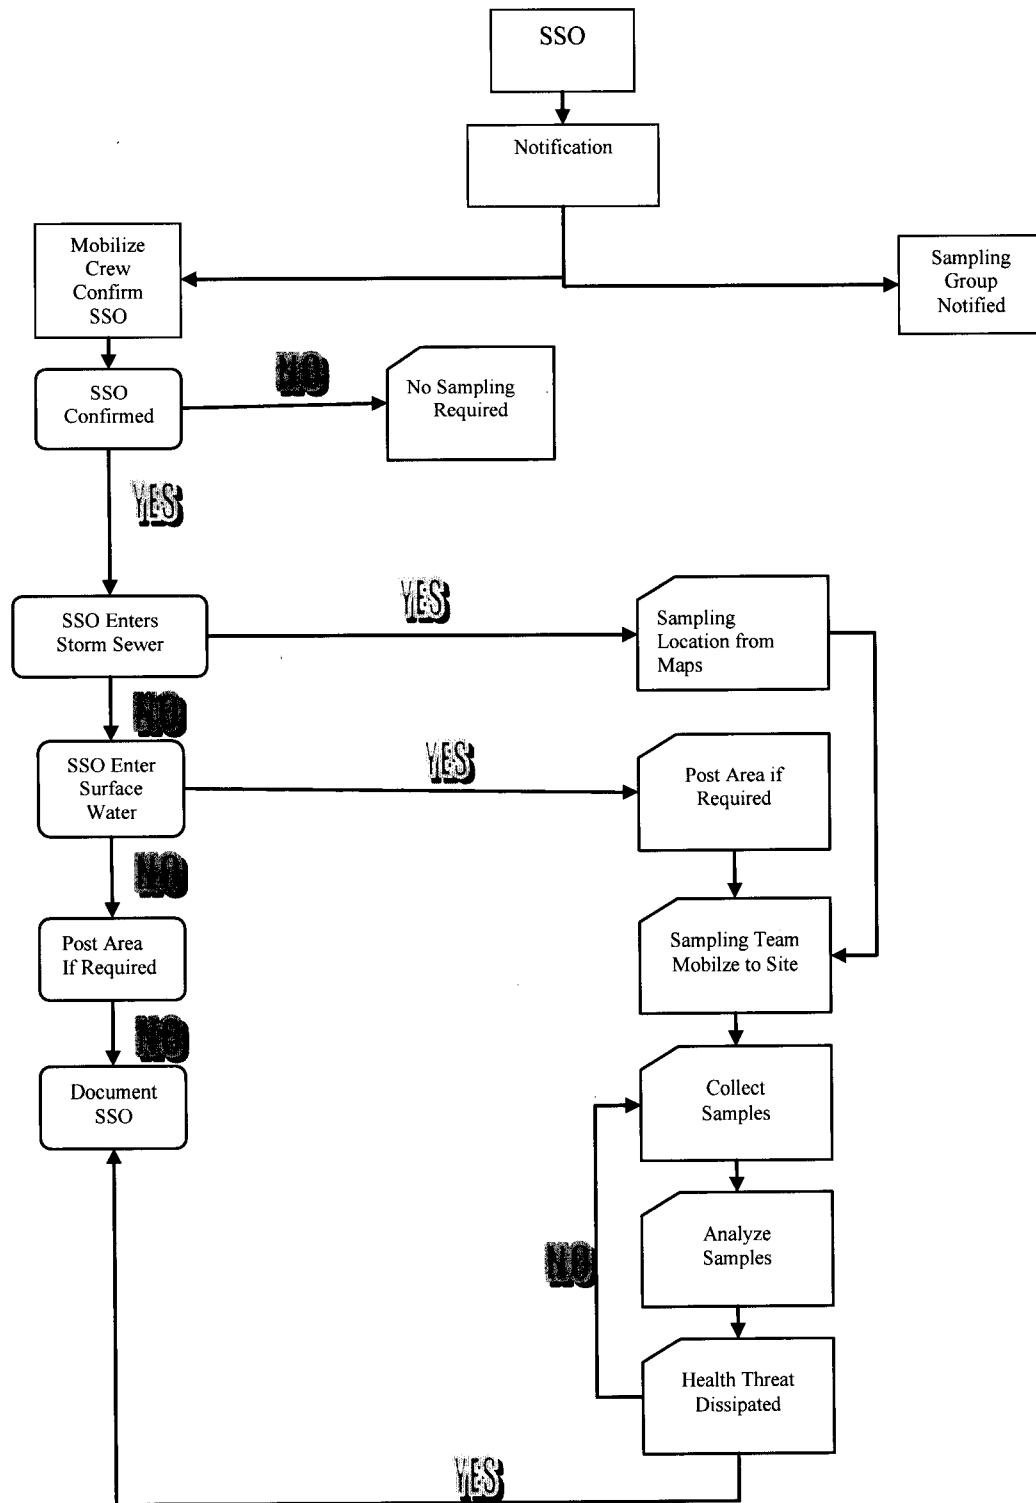 SSO
Notification
Mobilize
Crew
Confirm
SSO
Sampling
Group
Notified
SSO
Confirmed
NO
No Sampling
Required
YES
SSO Enters
Storm Sewer
YES
Sampling
Location from
Maps
NO
SSO Enter
Surface
Water
YES
Post Area if
Required
NO
Post Area
If Required
Sampling Team
Mobilze to Site
NO
Document
SSO
Collect
Samples
Analyze
Samples
NO
Health Threat
Dissipated
YES